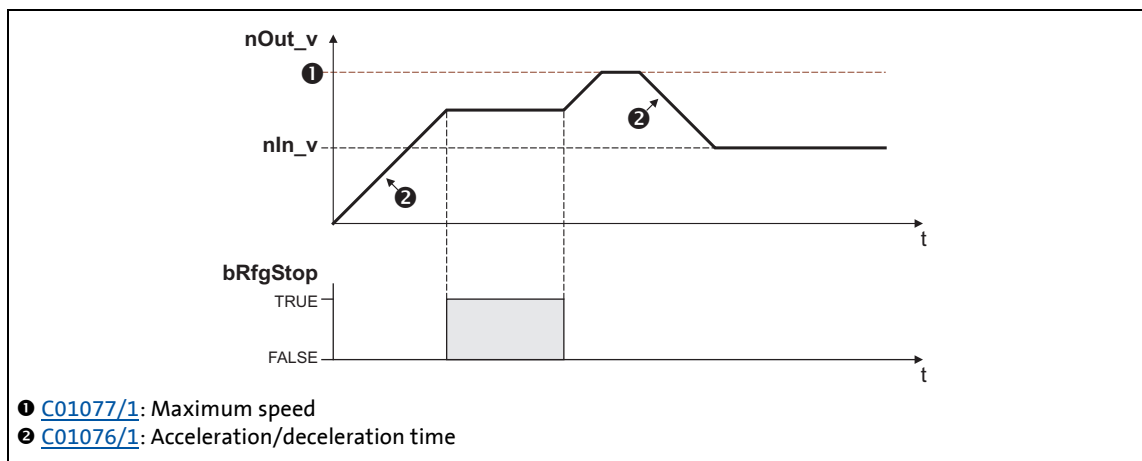 nOut_v
❶
nIn_v
❷
❷
t
bRfgStop
TRUE
FALSE
t
❶ C01077/1: Maximum speed
❷ C01076/1: Acceleration/deceleration time